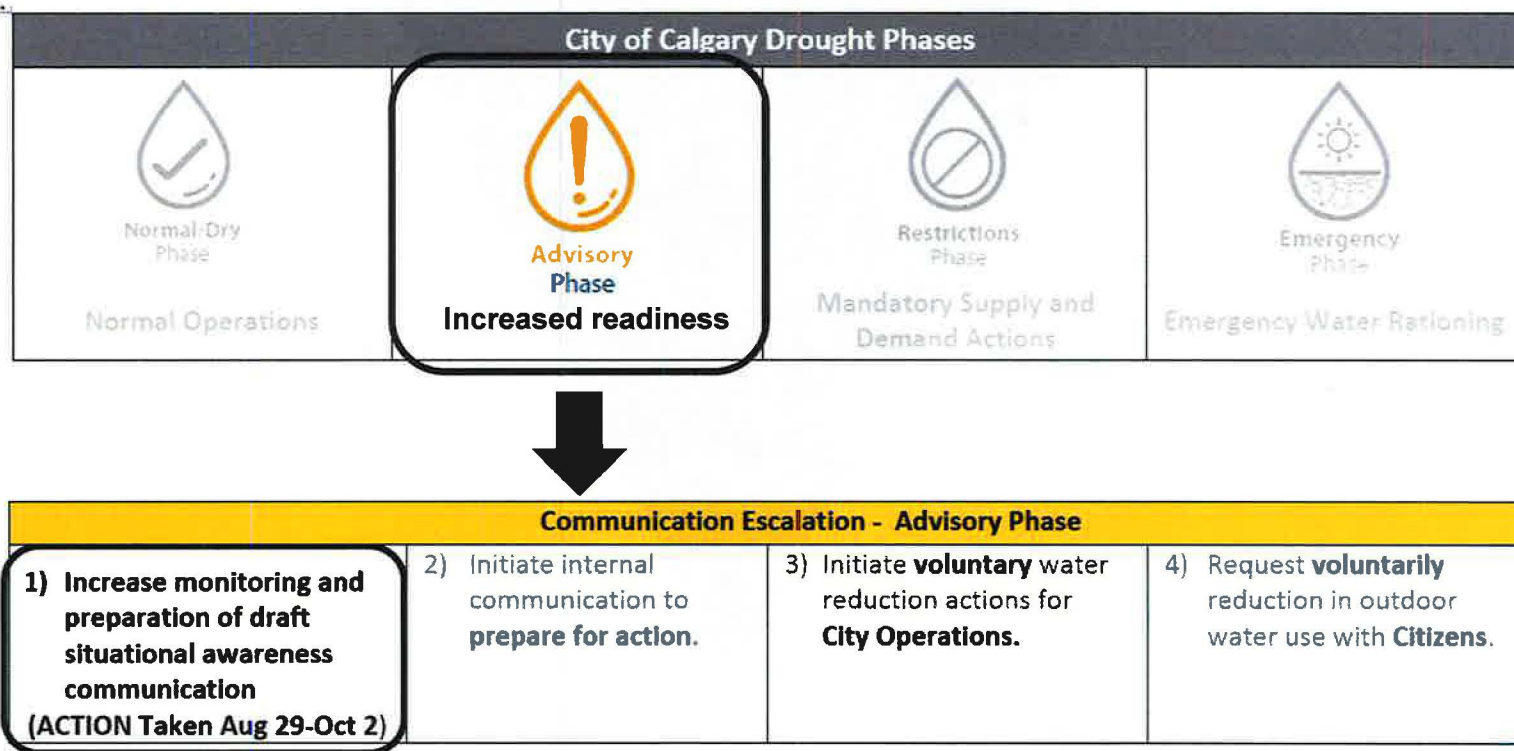 City of Calgary Drought Phases
Normal-Dry
Phase
Normal Operations
Advisory
Phase
Increased readiness
Restrictions
Phase
Mandatory Supply and
Demand Actions
Emergency
Phase
Emergency Water Rationing
Communication Escalation - Advisory Phase
1) Increase monitoring and
preparation of draft
situational awareness
communication
(ACTION Taken Aug 29-Oct 2)
2) Initiate internal
communication to
prepare for action.
3) Initiate voluntary water
reduction actions for
City Operations.
4) Request voluntarily
reduction in outdoor
water use with Citizens.